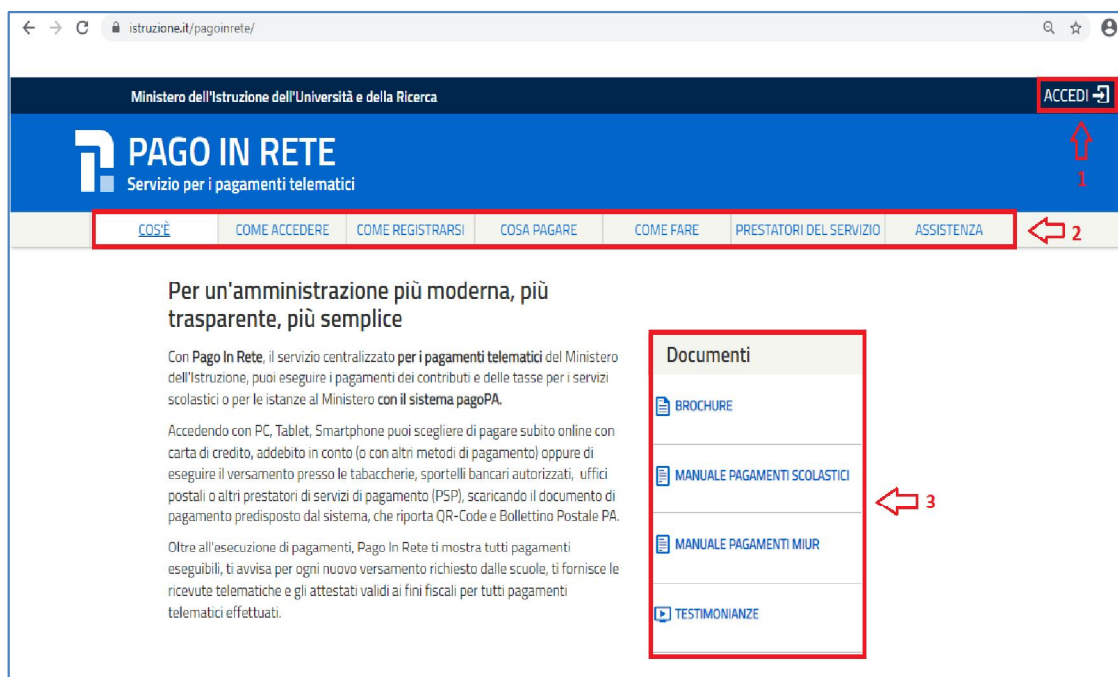 istruzione.it/pagoinrete/
Ministero dell'Istruzione dell'Università e della Ricerca
ACCEDI
1
PAGO IN RETE
Servizio per i pagamenti telematici
COS'È COME ACCEDERE COME REGISTRARSI COSA PAGARE COME FARE PRESTATORI DEL SERVIZIO ASSISTENZA
2
Per un'amministrazione più moderna, più
trasparente, più semplice
Con Pago In Rete, il servizio centralizzato per i pagamenti telematici del Ministero
dell'Istruzione, puoi eseguire i pagamenti dei contributi e delle tasse per i servizi
scolastici o per le istanze al Ministero con il sistema pagoPA.
Accedendo con PC, Tablet, Smartphone puoi scegliere di pagare subito online con
carta di credito, addebito in conto (o con altri metodi di pagamento) oppure di
eseguire il versamento presso le tabaccherie, sportelli bancari autorizzati, uffici
postali o altri prestatori di servizi di pagamento (PSP), scaricando il documento di
pagamento predisposto dal sistema, che riporta QR-Code e Bollettino Postale PA.
Oltre all'esecuzione di pagamenti, Pago In Rete ti mostra tutti pagamenti
eseguibili, ti avvisa per ogni nuovo versamento richiesto dalle scuole, ti fornisce le
ricevute telematiche e gli attestati validi ai fini fiscali per tutti pagamenti
telematici effettuati.
Documenti
BROCHURE
MANUALE PAGAMENTI SCOLASTICI
MANUALE PAGAMENTI MIUR
TESTIMONIANZE
3